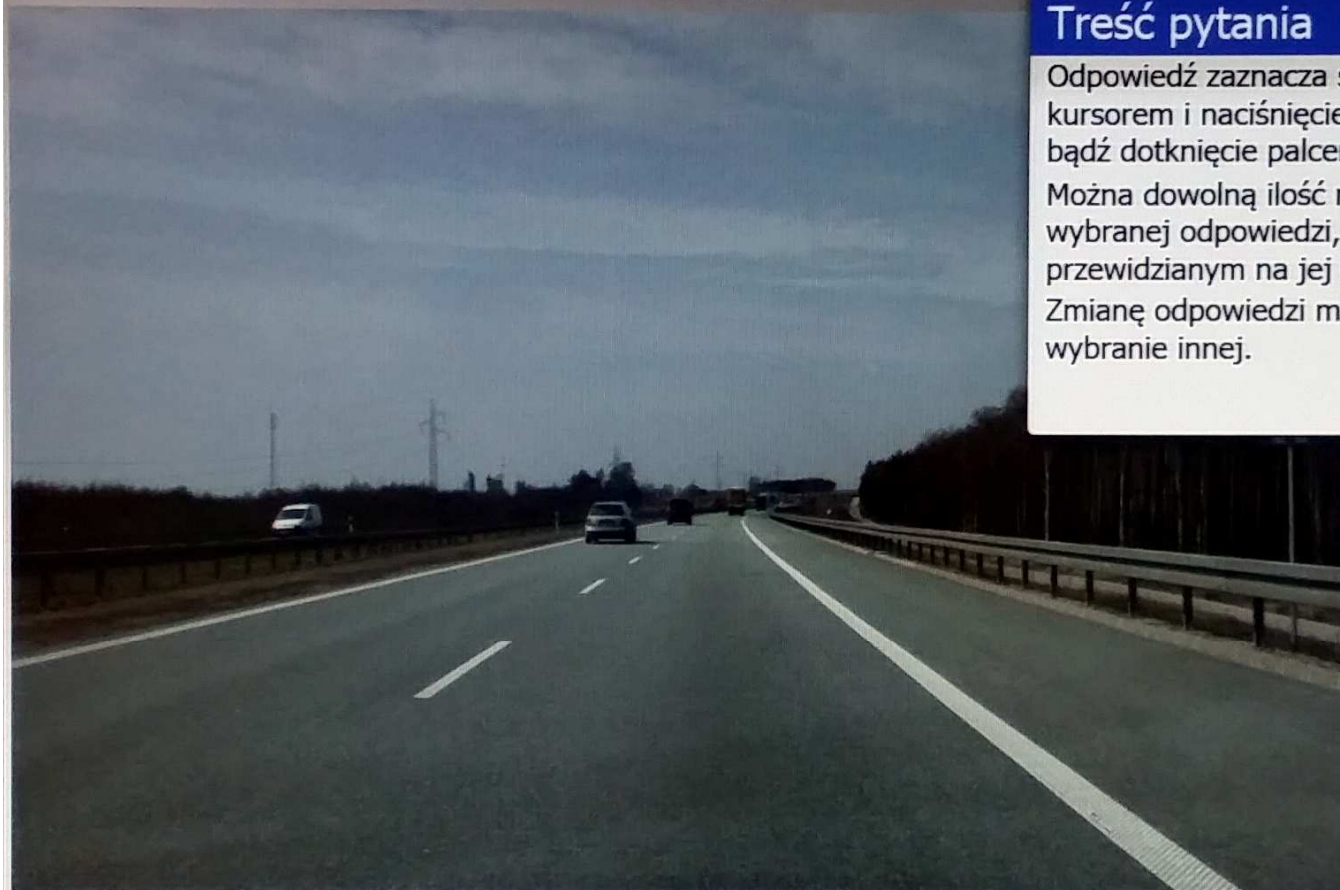 Treść pytania
Odpowiedź zaznacza
kursorem i naciśnięcie
bądź dotknięcie
Można dowolną ilość
wybranej odpowiedzi,
przewidzianym na jej
Zmianę odpowiedzi
wybranie innej.